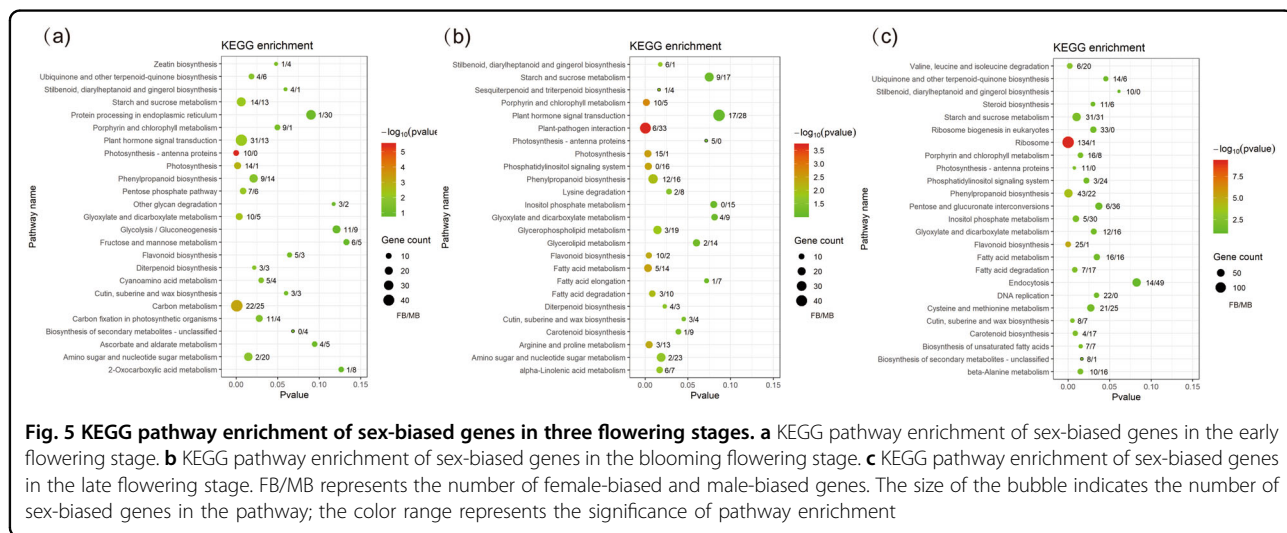 (a)
KEGG enrichment
Zeatin biosynthesis 1/4
Ubiquinone and other terpenoid-quinone biosynthesis 4/6
Stilbenoid, diarylheptanoid and gingerol biosynthesis 4/1
Starch and sucrose metabolism 14/13
Protein processing in endoplasmic reticulum 1/30
Porphyrin and chlorophyll metabolism 9/1
Plant hormone signal transduction 31/13
Photosynthesis - antenna proteins 10/0
Photosynthesis 14/1
Phenylpropanoid biosynthesis 9/14
Pentose phosphate pathway 7/6
Other glycan degradation 3/2
Glyoxylate and dicarboxylate metabolism 10/5
Glycolysis / Gluconeogenesis 11/9
Fructose and mannose metabolism 6/5
Flavonoid biosynthesis 5/3
Diterpenoid biosynthesis 3/3
Cyanoamino acid metabolism 5/4
Cutin, suberine and wax biosynthesis 3/3
Carbon metabolism 22/25
Carbon fixation in photosynthetic organisms 11/4
Biosynthesis of secondary metabolites - unclassified 0/4
Ascorbate and aldarate metabolism 4/5
Amino sugar and nucleotide sugar metabolism 2/20
2-Oxocarboxylic acid metabolism 1/8
Pathway name
0.00 0.05 0.10 0.15
Pvalue
−log10(pvalue)
5
4
3
2
1
Gene count
10
20
30
40
FB/MB
(b)
KEGG enrichment
Stilbenoid, diarylheptanoid and gingerol biosynthesis 6/1
Starch and sucrose metabolism 9/17
Sesquiterpenoid and triterpenoid biosynthesis 1/4
Porphyrin and chlorophyll metabolism 10/5
Plant hormone signal transduction 17/28
Plant-pathogen interaction 6/33
Photosynthesis - antenna proteins 5/0
Photosynthesis 15/1
Phosphatidylinositol signaling system 0/16
Phenylpropanoid biosynthesis 12/16
Lysine degradation 2/8
Inositol phosphate metabolism 0/15
Glyoxylate and dicarboxylate metabolism 4/9
Glycerophospholipid metabolism 3/19
Glycerolipid metabolism 2/14
Flavonoid biosynthesis 10/2
Fatty acid metabolism 5/14
Fatty acid elongation 1/7
Fatty acid degradation 3/10
Diterpenoid biosynthesis 4/3
Cutin, suberine and wax biosynthesis 3/4
Carotenoid biosynthesis 1/9
Arginine and proline metabolism 3/13
Amino sugar and nucleotide sugar metabolism 2/23
alpha-Linolenic acid metabolism 6/7
Pathway name
0.00 0.05 0.10 0.15
Pvalue
−log10(pvalue)
3.5
3.0
2.5
2.0
1.5
Gene count
10
20
30
40
FB/MB
(c)
KEGG enrichment
Valine, leucine and isoleucine degradation 6/20
Ubiquinone and other terpenoid-quinone biosynthesis 14/6
Stilbenoid, diarylheptanoid and gingerol biosynthesis 10/0
Steroid biosynthesis 11/6
Starch and sucrose metabolism 31/31
Ribosome biogenesis in eukaryotes 33/0
Ribosome 134/1
Porphyrin and chlorophyll metabolism 16/8
Photosynthesis - antenna proteins 11/0
Phosphatidylinositol signaling system 3/24
Phenylpropanoid biosynthesis 43/22
Pentose and glucuronate interconversions 6/36
Inositol phosphate metabolism 5/30
Glyoxylate and dicarboxylate metabolism 12/16
Flavonoid biosynthesis 25/1
Fatty acid metabolism 16/16
Fatty acid degradation 7/17
Endocytosis 14/49
DNA replication 22/0
Cysteine and methionine metabolism 21/25
Cutin, suberine and wax biosynthesis 8/7
Carotenoid biosynthesis 4/17
Biosynthesis of unsaturated fatty acids 7/7
Biosynthesis of secondary metabolites - unclassified 8/1
beta-Alanine metabolism 10/16
Pathway name
0.00 0.05 0.10 0.15
Pvalue
−log10(pvalue)
7.5
5.0
2.5
Gene count
50
100
FB/MB
Fig. 5 KEGG pathway enrichment of sex-biased genes in three flowering stages. a KEGG pathway enrichment of sex-biased genes in the early
flowering stage. b KEGG pathway enrichment of sex-biased genes in the blooming flowering stage. c KEGG pathway enrichment of sex-biased genes
in the late flowering stage. FB/MB represents the number of female-biased and male-biased genes. The size of the bubble indicates the number of
sex-biased genes in the pathway; the color range represents the significance of pathway enrichment